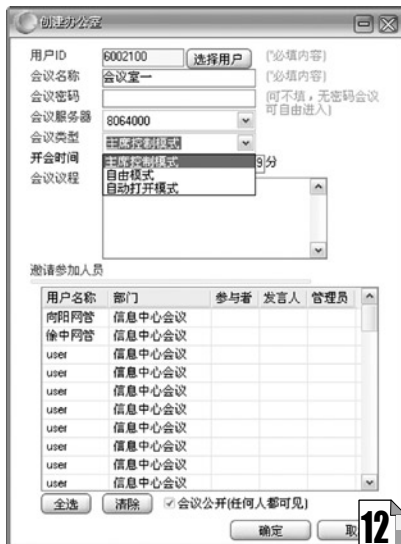 创建办公室
用户ID 6002100 选择用户 (*必填内容)
会议名称 会议室一 (*必填内容)
会议密码 (可不填，无密码会议可自由进入)
会议服务器 8064000
会议类型 主席控制模式
主席控制模式
自由模式
自动打开模式
开会时间 9 分
会议议程
邀请参加人员
用户名称 部门 参与者 发言人 管理员
向阳网管 信息中心会议
徐中网管 信息中心会议
user 信息中心会议
user 信息中心会议
user 信息中心会议
user 信息中心会议
user 信息中心会议
user 信息中心会议
user 信息中心会议
user 信息中心会议
全选 清除 会议公开(任何人都可见)
确定 取
12